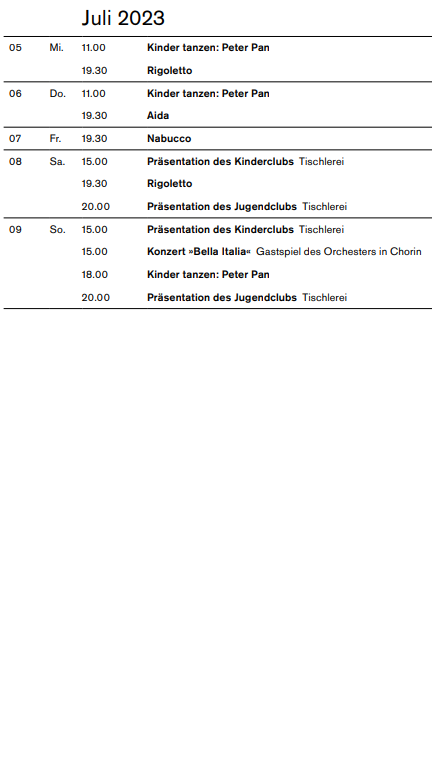 Juli 2023
05 Mi. 11.00 Kinder tanzen: Peter Pan
19.30 Rigoletto
06 Do. 11.00 Kinder tanzen: Peter Pan
19.30 Aida
07 Fr. 19.30 Nabucco
08 Sa. 15.00 Präsentation des Kinderclubs Tischlerei
19.30 Rigoletto
20.00 Präsentation des Jugendclubs Tischlerei
09 So. 15.00 Präsentation des Kinderclubs Tischlerei
15.00 Konzert »Bella Italia« Gastspiel des Orchesters in Chorin
18.00 Kinder tanzen: Peter Pan
20.00 Präsentation des Jugendclubs Tischlerei